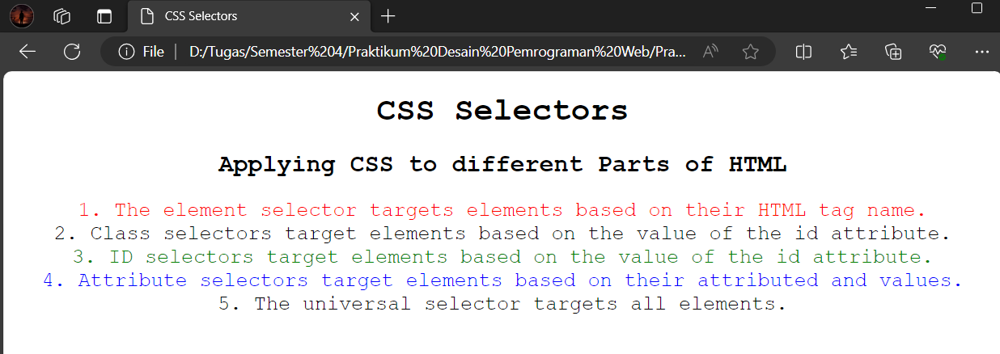 CSS Selectors
File | D:/Tugas/Semester%204/Praktikum%20Desain%20Pemrograman%20Web/Pra...
CSS Selectors
Applying CSS to different Parts of HTML
1. The element selector targets elements based on their HTML tag name.
2. Class selectors target elements based on the value of the id attribute.
3. ID selectors target elements based on the value of the id attribute.
4. Attribute selectors target elements based on their attributed and values.
5. The universal selector targets all elements.